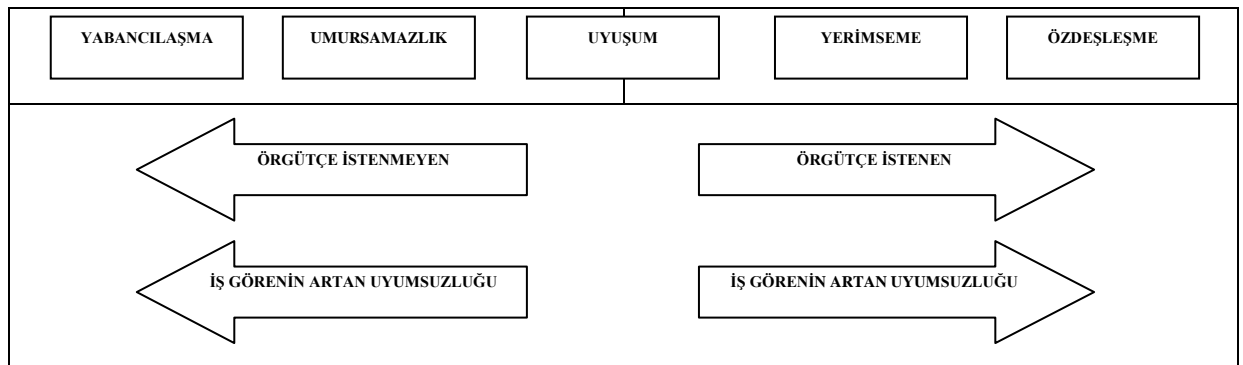 YABANCILAŞMA UMURSAMAZLIK UYUŞUM YERİMSEME ÖZDEŞLEŞME
ÖRGÜTÇE İSTENMEYEN ÖRGÜTÇE İSTENEN
İŞ GÖRENİN ARTAN UYUMSUZLUĞU İŞ GÖRENİN ARTAN UYUMSUZLUĞU